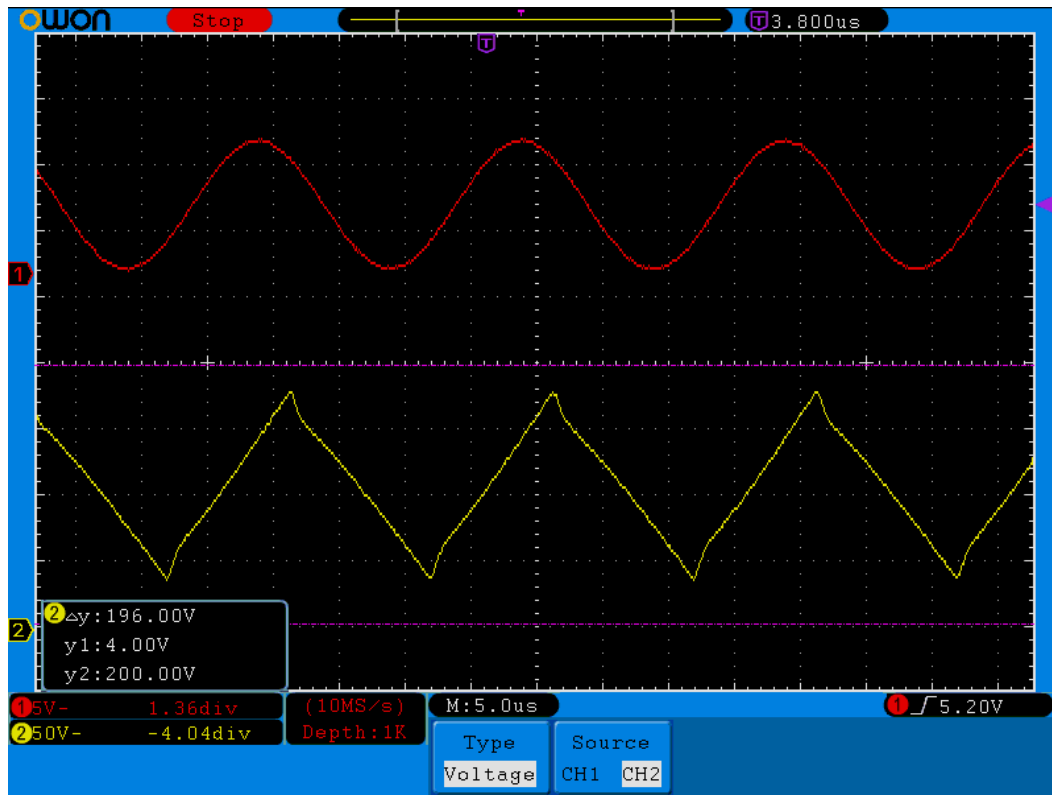 owon Stop T 3.800us
T
1
2
2 △y:196.00V
y1:4.00V
y2:200.00V
1 5V- 1.36div (10MS/s) M:5.0us 1 5.20V
2 50V- -4.04div Depth:1K
Type Source
Voltage CH1 CH2